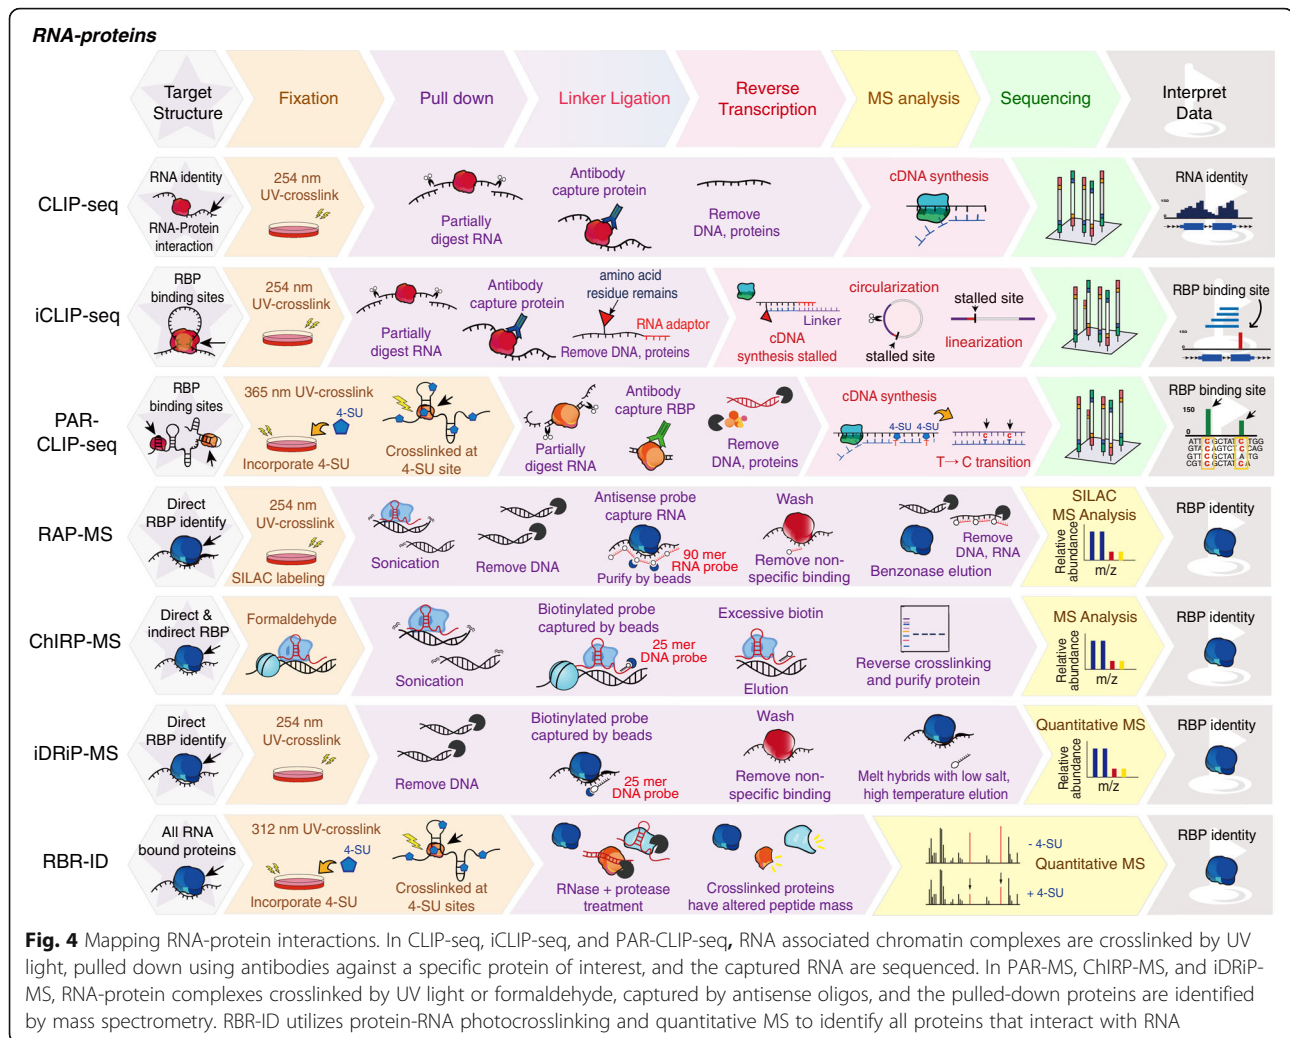 RNA-proteins
Target
Structure
Fixation
Pull down
Linker Ligation
Reverse
Transcription
MS analysis
Sequencing
Interpret
Data
CLIP-seq
RNA identity
RNA-Protein
interaction
254 nm
UV-crosslink
Partially
digest RNA
Antibody
capture protein
Remove
DNA, proteins
cDNA synthesis
RNA identity
150
0
iCLIP-seq
RBP
binding sites
254 nm
UV-crosslink
Partially
digest RNA
Antibody
capture protein
amino acid
residue remains
RNA adaptor
Remove DNA, proteins
Linker
cDNA
synthesis stalled
circularization
stalled site
stalled site
linearization
RBP binding site
150
0
PAR-
CLIP-seq
RBP
binding sites
365 nm UV-crosslink
4-SU
Incorporate 4-SU
Crosslinked at
4-SU site
Partially
digest RNA
Antibody
capture RBP
Remove
DNA, proteins
cDNA synthesis
4-SU 4-SU
C C
T→C transition
RBP binding site
150
0
ATTCGCTATCTGG
GTACAGTCTCCAG
GTTCGCTATATG
CGTCGCTATCA
RAP-MS
Direct
RBP identify
254 nm
UV-crosslink
SILAC labeling
Sonication
Remove DNA
Antisense probe
capture RNA
90 mer
RNA probe
Purify by beads
Wash
Remove non-
specific binding
Remove
DNA, RNA
Benzonase elution
SILAC
MS Analysis
Relative
abundance
m/z
RBP identity
ChIRP-MS
Direct &
indirect RBP
Formaldehyde
Sonication
Biotinylated probe
captured by beads
25 mer
DNA probe
Excessive biotin
Elution
Reverse crosslinking
and purify protein
MS Analysis
Relative
abundance
m/z
RBP identity
iDRiP-MS
Direct
RBP identify
254 nm
UV-crosslink
Remove DNA
Biotinylated probe
captured by beads
25 mer
DNA probe
Wash
Remove non-
specific binding
Melt hybrids with low salt,
high temperature elution
Quantitative MS
Relative
abundance
m/z
RBP identity
RBR-ID
All RNA
bound proteins
312 nm UV-crosslink
4-SU
Incorporate 4-SU
Crosslinked at
4-SU sites
RNase + protease
treatment
Crosslinked proteins
have altered peptide mass
- 4-SU
Quantitative MS
+ 4-SU
RBP identity
Fig. 4 Mapping RNA-protein interactions. In CLIP-seq, iCLIP-seq, and PAR-CLIP-seq, RNA associated chromatin complexes are crosslinked by UV
light, pulled down using antibodies against a specific protein of interest, and the captured RNA are sequenced. In PAR-MS, ChIRP-MS, and iDRiP-
MS, RNA-protein complexes crosslinked by UV light or formaldehyde, captured by antisense oligos, and the pulled-down proteins are identified
by mass spectrometry. RBR-ID utilizes protein-RNA photocrosslinking and quantitative MS to identify all proteins that interact with RNA